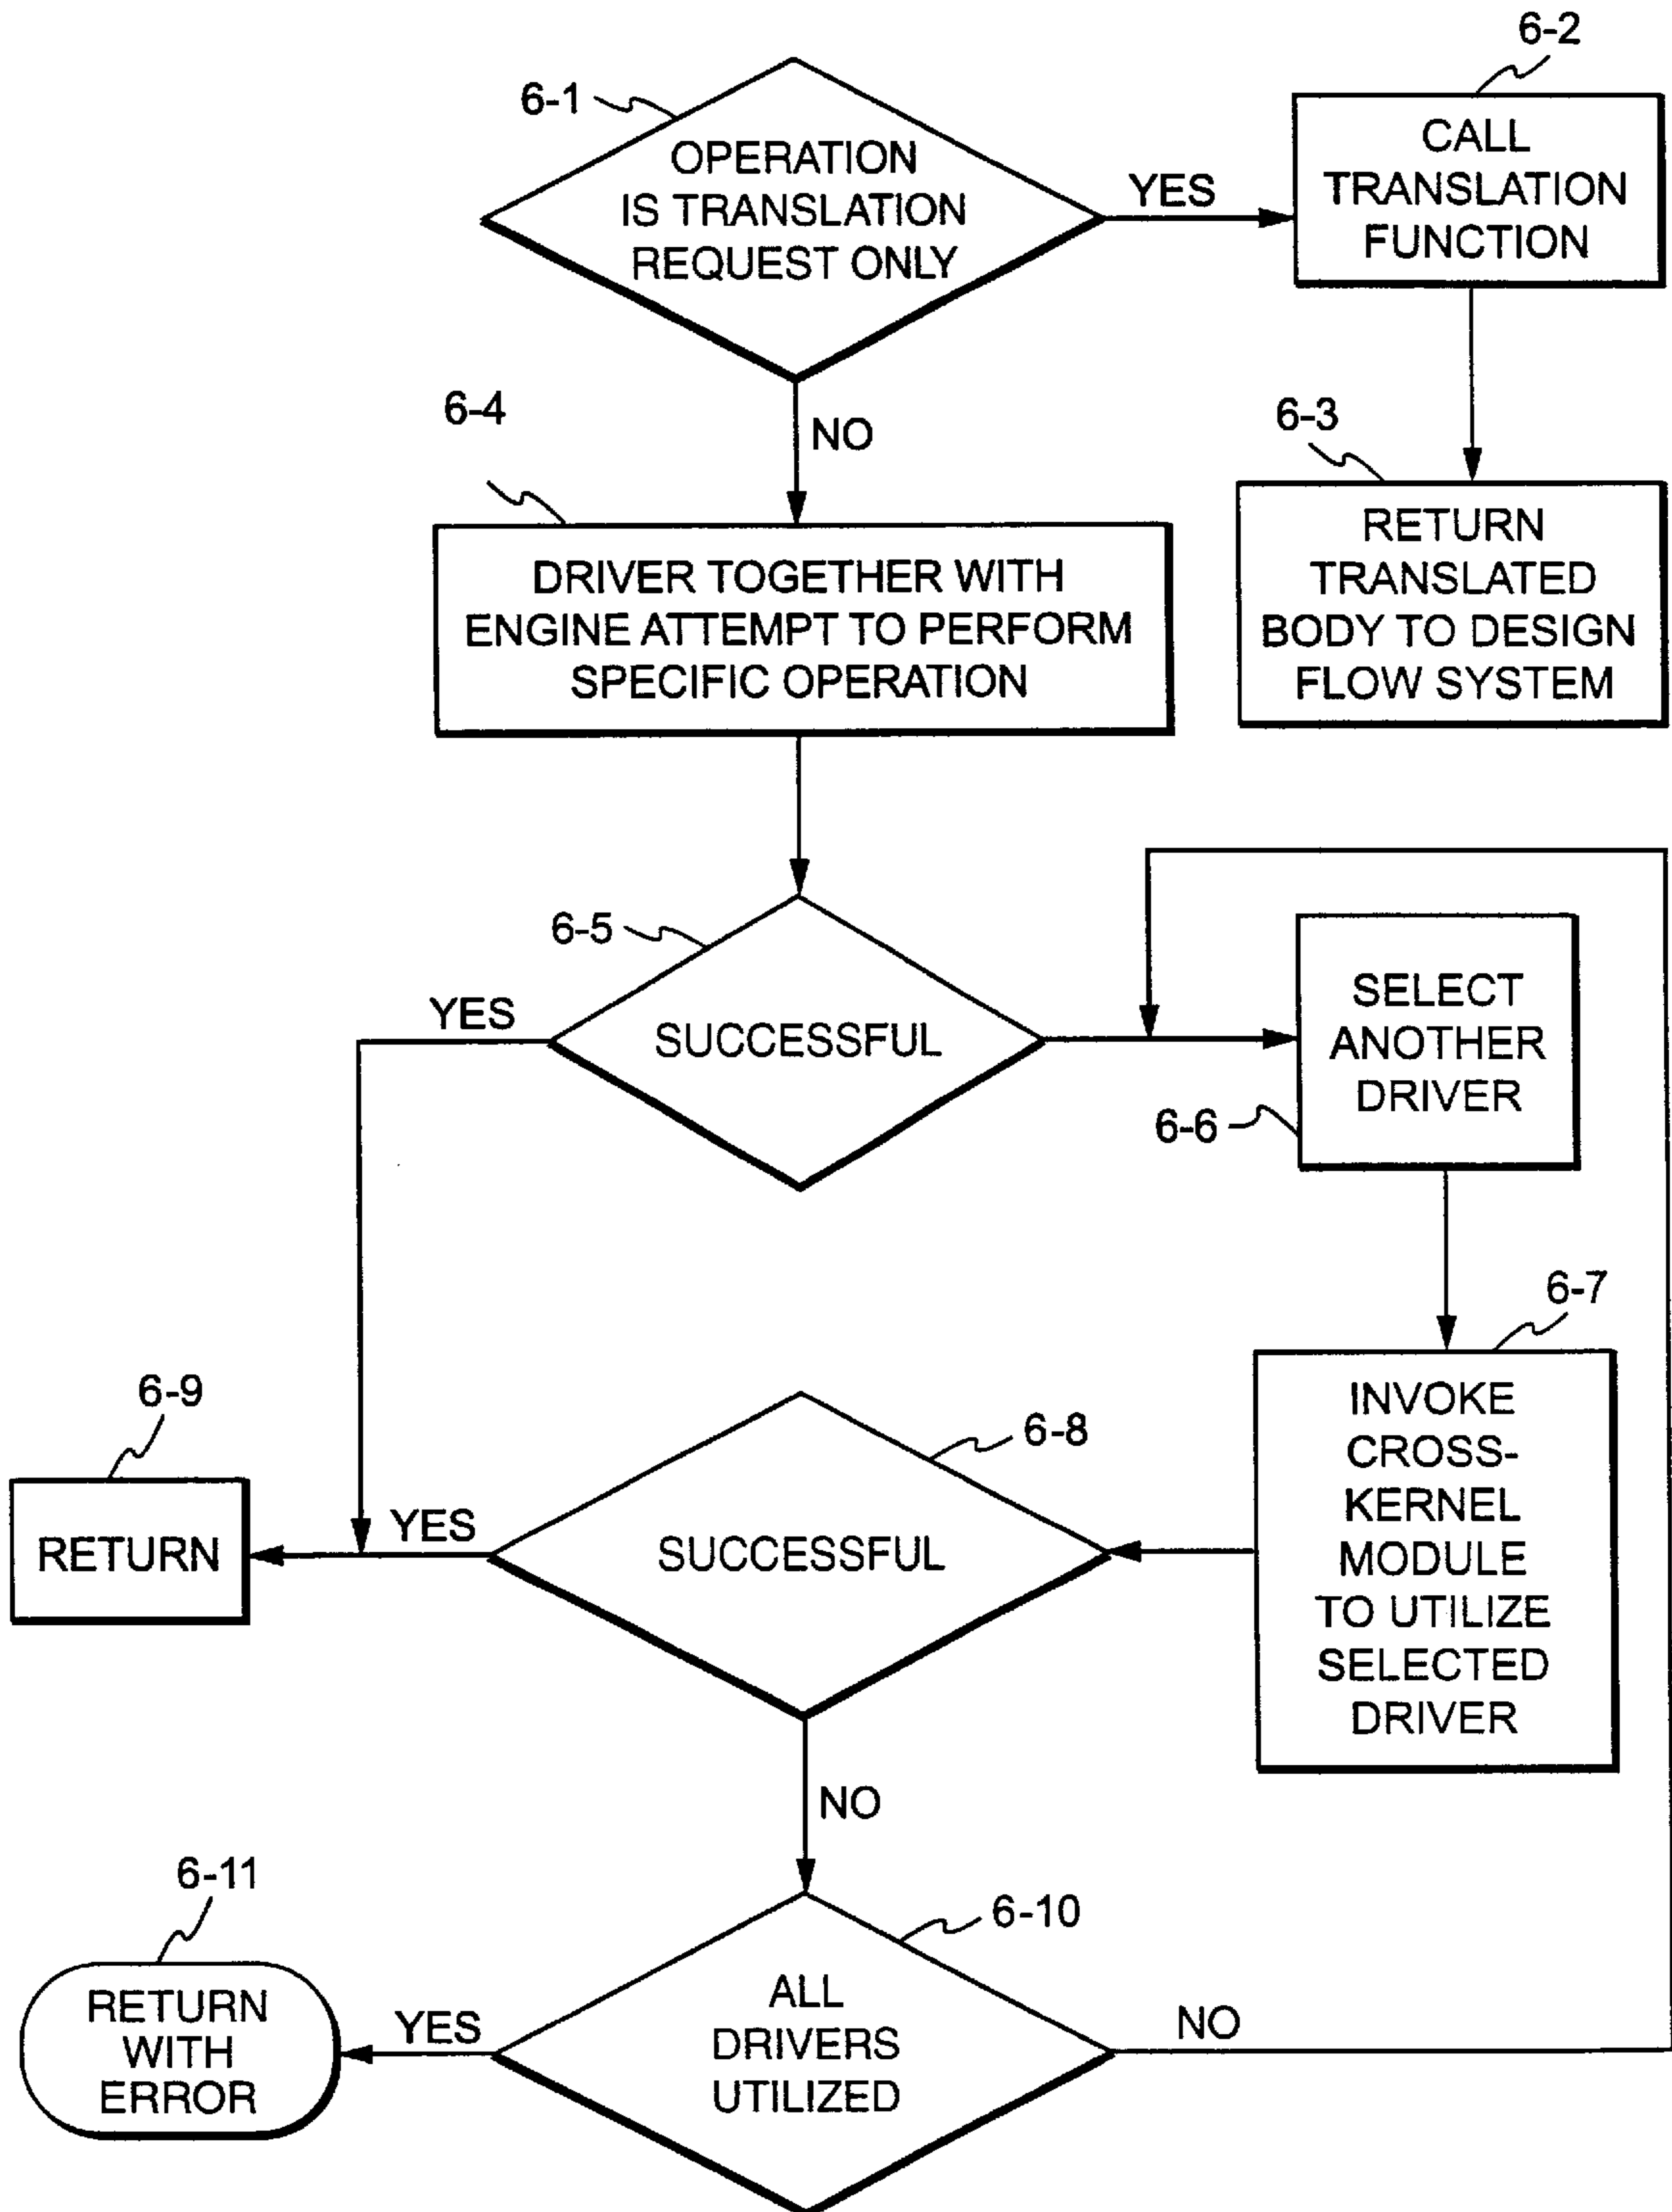 6-1
OPERATION
IS TRANSLATION
REQUEST ONLY
YES
6-2
CALL
TRANSLATION
FUNCTION
NO
6-3
RETURN
TRANSLATED
BODY TO DESIGN
FLOW SYSTEM
6-4
DRIVER TOGETHER WITH
ENGINE ATTEMPT TO PERFORM
SPECIFIC OPERATION
6-5
SUCCESSFUL
YES
SELECT
ANOTHER
DRIVER
6-6
6-7
INVOKE
CROSS-
KERNEL
MODULE
TO UTILIZE
SELECTED
DRIVER
6-8
SUCCESSFUL
YES
6-9
RETURN
NO
6-10
ALL
DRIVERS
UTILIZED
NO
YES
6-11
RETURN
WITH
ERROR